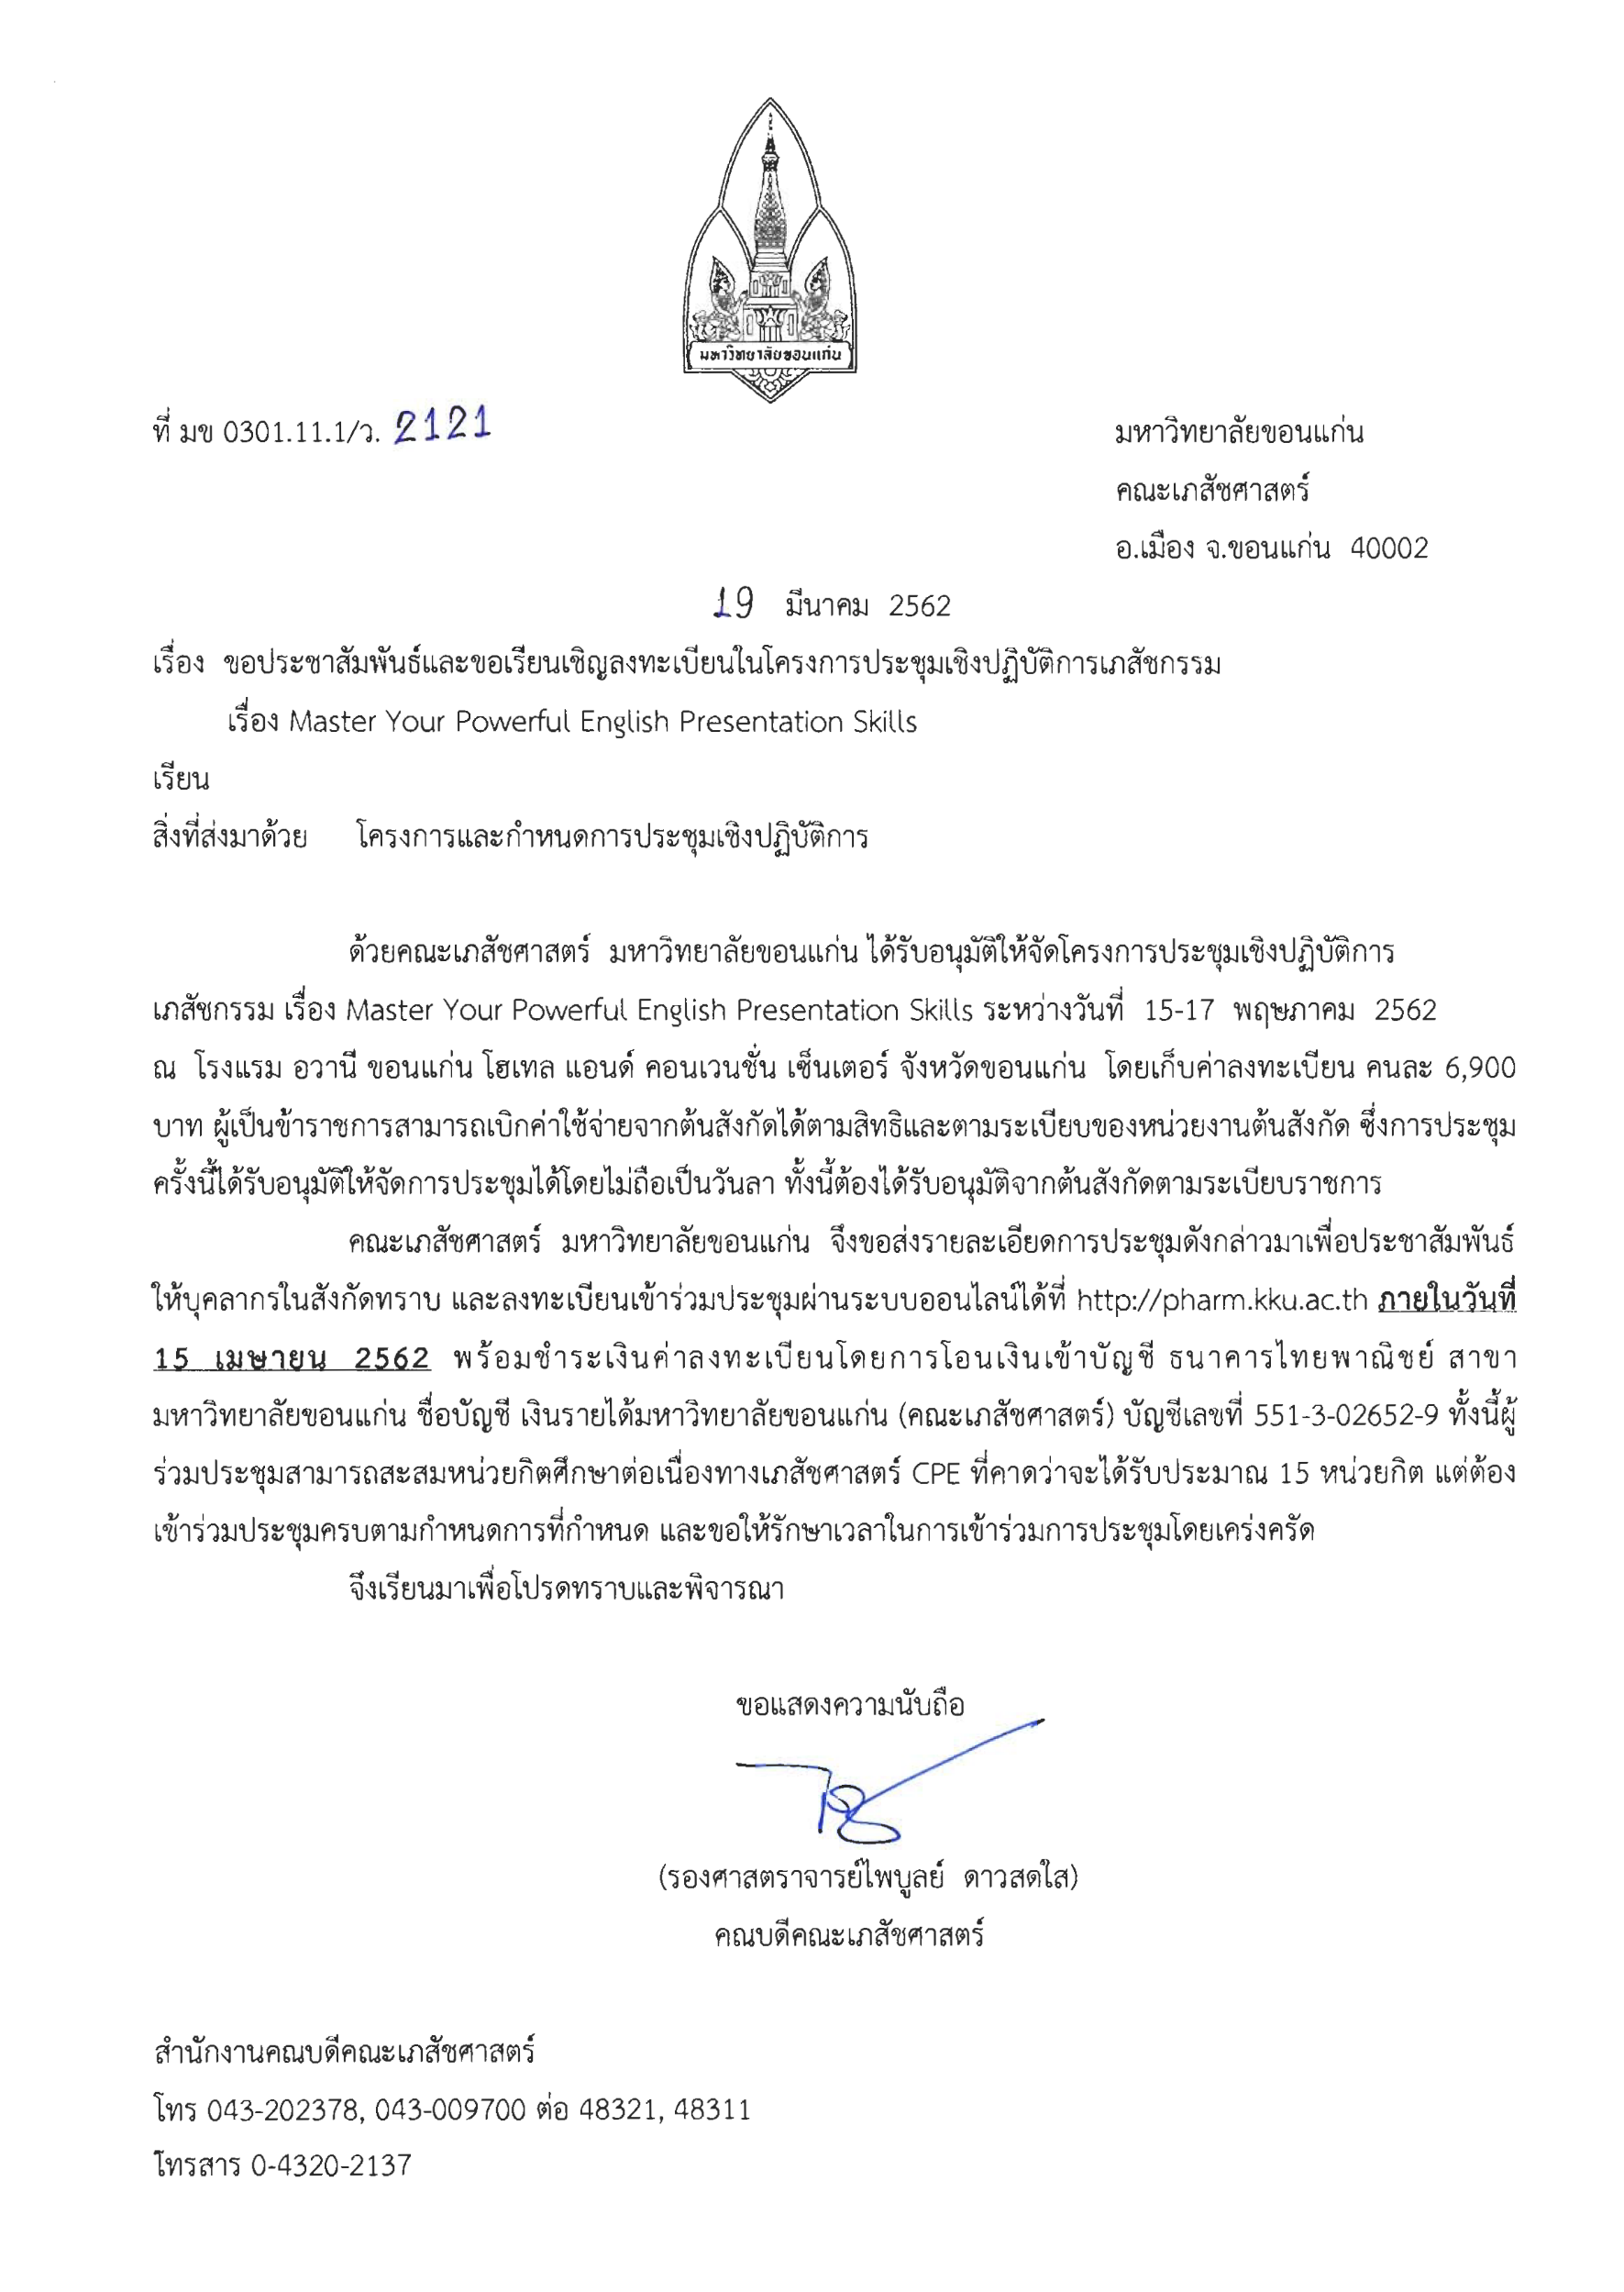 มหาวิทยาลัยขอนแก่น
ที่ มข 0301.11.1/ว. 2121
มหาวิทยาลัยขอนแก่น
คณะเภสัชศาสตร์
อ.เมือง จ.ขอนแก่น 40002
19 มีนาคม 2562
เรื่อง ขอประชาสัมพันธ์และขอเรียนเชิญลงทะเบียนในโครงการประชุมเชิงปฏิบัติการเภสัชกรรม
เรื่อง Master Your Powerful English Presentation Skills
เรียน
สิ่งที่ส่งมาด้วย โครงการและกำหนดการประชุมเชิงปฏิบัติการ
ด้วยคณะเภสัชศาสตร์ มหาวิทยาลัยขอนแก่น ได้รับอนุมัติให้จัดโครงการประชุมเชิงปฏิบัติการ
เภสัชกรรม เรื่อง Master Your Powerful English Presentation Skills ระหว่างวันที่ 15-17 พฤษภาคม 2562
ณ โรงแรม อวานี ขอนแก่น โฮเทล แอนด์ คอนเวนชั่น เซ็นเตอร์ จังหวัดขอนแก่น โดยเก็บค่าลงทะเบียน คนละ 6,900
บาท ผู้เป็นข้าราชการสามารถเบิกค่าใช้จ่ายจากต้นสังกัดได้ตามสิทธิและตามระเบียบของหน่วยงานต้นสังกัด ซึ่งการประชุม
ครั้งนี้ได้รับอนุมัติให้จัดการประชุมได้โดยไม่ถือเป็นวันลา ทั้งนี้ต้องได้รับอนุมัติจากต้นสังกัดตามระเบียบราชการ
คณะเภสัชศาสตร์ มหาวิทยาลัยขอนแก่น จึงขอส่งรายละเอียดการประชุมดังกล่าวมาเพื่อประชาสัมพันธ์
ให้บุคลากรในสังกัดทราบ และลงทะเบียนเข้าร่วมประชุมผ่านระบบออนไลน์ได้ที่ http://pharm.kku.ac.th ภายในวันที่
15 เมษายน 2562 พร้อมชำระเงินค่าลงทะเบียนโดยการโอนเงินเข้าบัญชี ธนาคารไทยพาณิชย์ สาขา
มหาวิทยาลัยขอนแก่น ชื่อบัญชี เงินรายได้มหาวิทยาลัยขอนแก่น (คณะเภสัชศาสตร์) บัญชีเลขที่ 551-3-02652-9 ทั้งนี้ผู้
ร่วมประชุมสามารถสะสมหน่วยกิตศึกษาต่อเนื่องทางเภสัชศาสตร์ CPE ที่คาดว่าจะได้รับประมาณ 15 หน่วยกิต แต่ต้อง
เข้าร่วมประชุมครบตามกำหนดการที่กำหนด และขอให้รักษาเวลาในการเข้าร่วมการประชุมโดยเคร่งครัด
จึงเรียนมาเพื่อโปรดทราบและพิจารณา
ขอแสดงความนับถือ
(รองศาสตราจารย์ไพบูลย์ ดาวสดใส)
คณบดีคณะเภสัชศาสตร์
สำนักงานคณบดีคณะเภสัชศาสตร์
โทร 043-202378, 043-009700 ต่อ 48321, 48311
โทรสาร 0-4320-2137